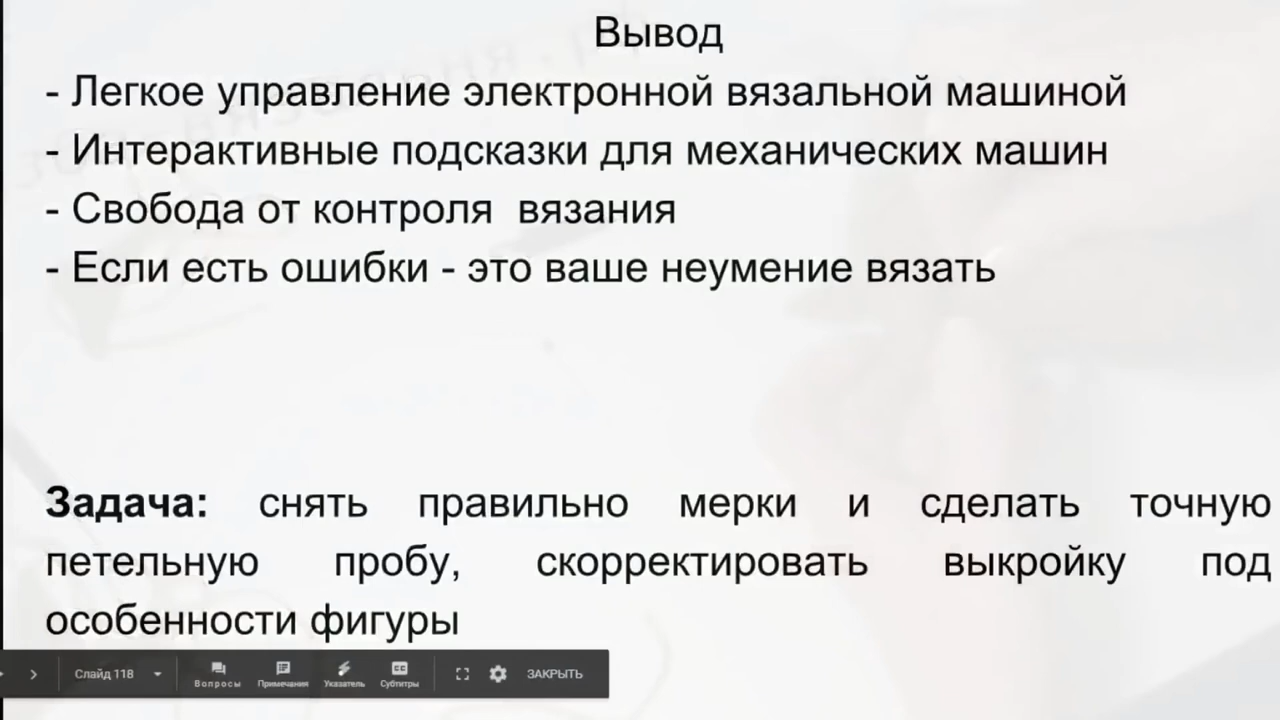 Вывод
- Легкое управление электронной вязальной машиной
- Интерактивные подсказки для механических машин
- Свобода от контроля  вязания
- Если есть ошибки - это ваше неумение вязать
Задача: снять правильно мерки и сделать точную
петельную пробу, скорректировать выкройку под
особенности фигуры
Слайд 118
Вопросы Примечания Указатель Субтитры
ЗАКРЫТЬ